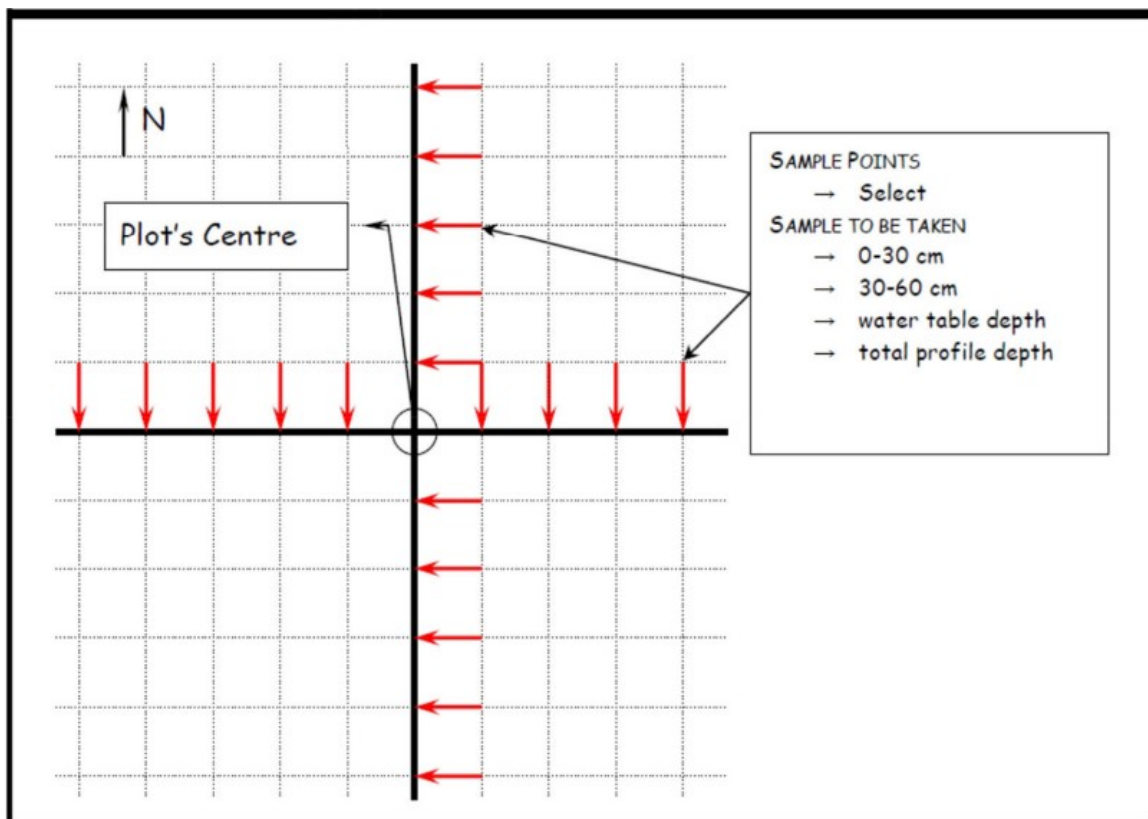 N
Plot's Centre
SAMPLE POINTS
→ Select
SAMPLE TO BE TAKEN
→ 0-30 cm
→ 30-60 cm
→ water table depth
→ total profile depth